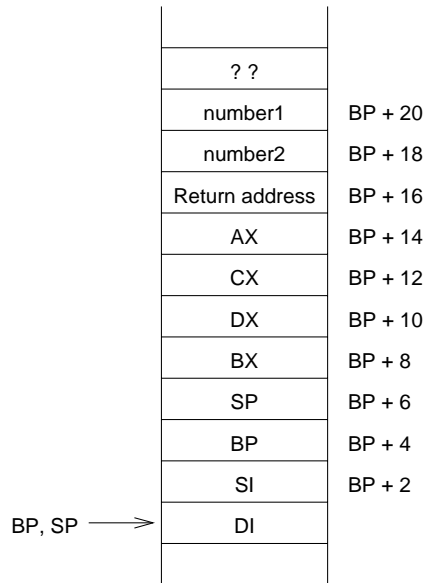 ? ?
number1 BP + 20
number2 BP + 18
Return address BP + 16
AX BP + 14
CX BP + 12
DX BP + 10
BX BP + 8
SP BP + 6
BP BP + 4
SI BP + 2
BP, SP DI